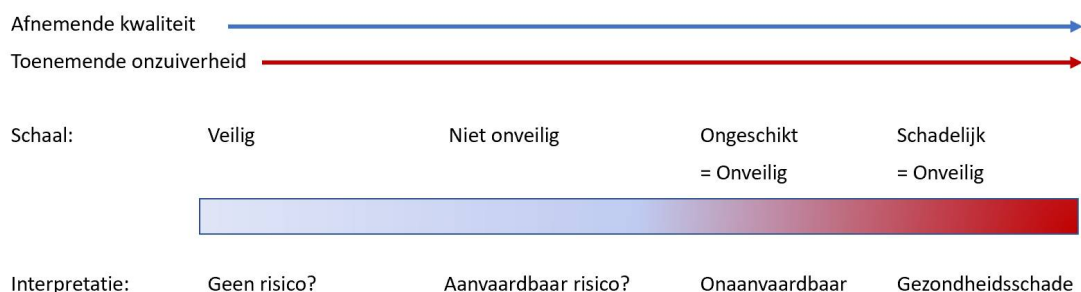 Afnemende kwaliteit
Toenemende onzuiverheid
Schaal: Veilig Niet onveilig Ongeschikt Schadelijk
= Onveilig = Onveilig
Interpretatie: Geen risico? Aanvaardbaar risico? Onaanvaardbaar Gezondheidsschade